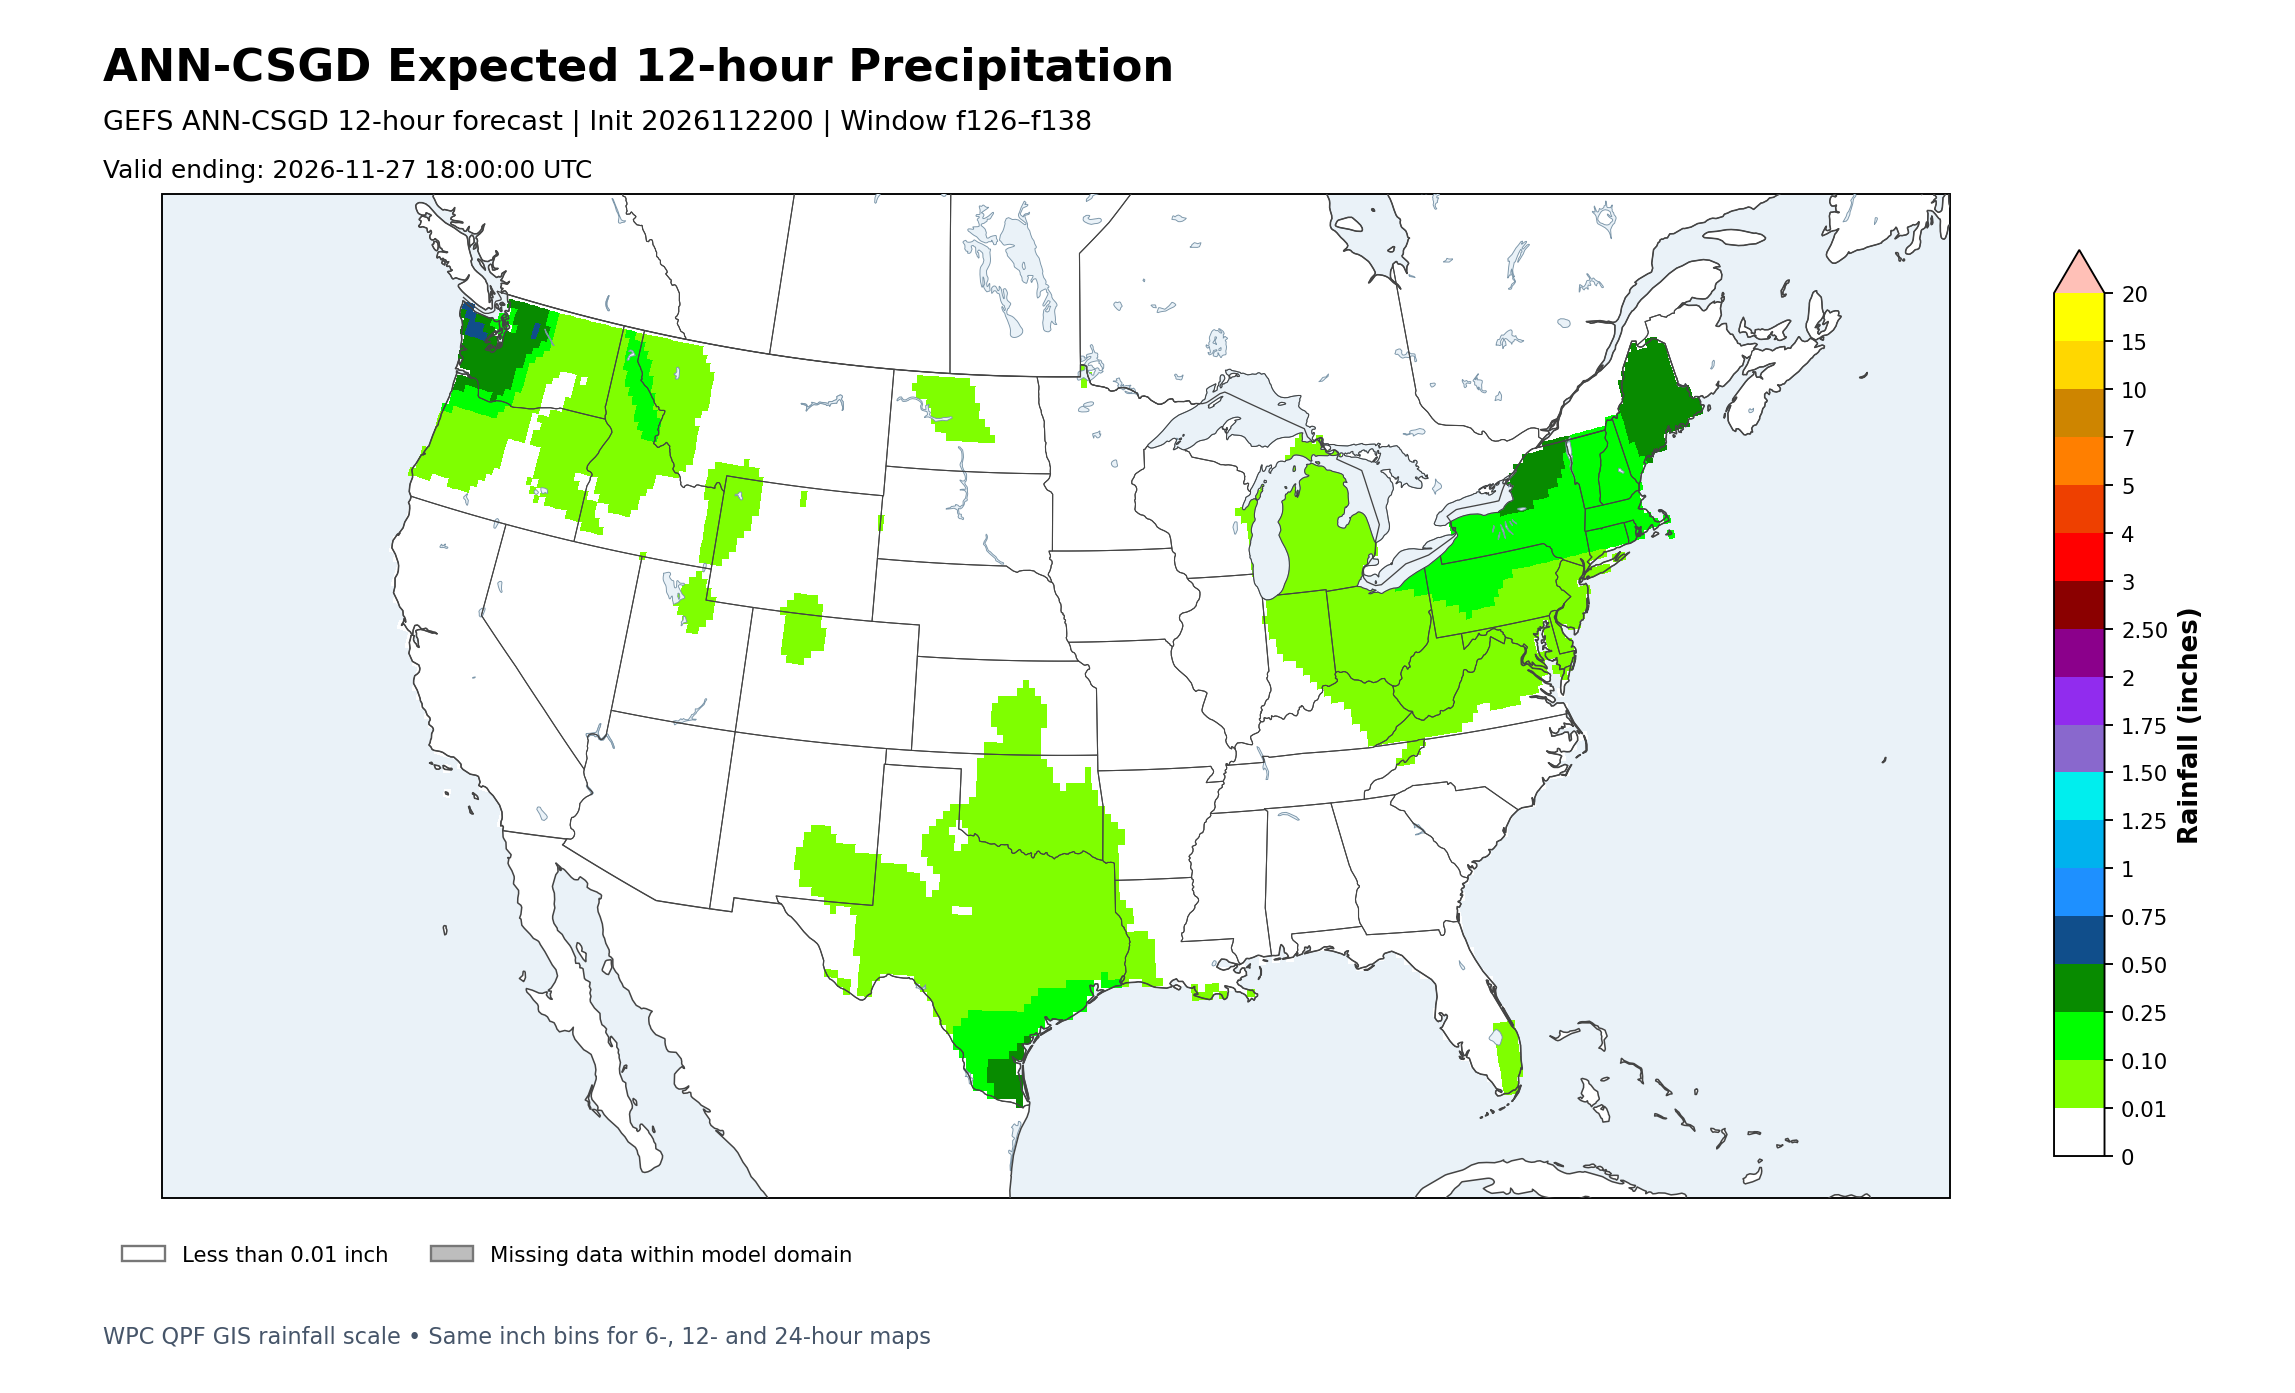 ANN-CSGD Expected 12-hour Precipitation
GEFS ANN-CSGD 12-hour forecast | Init 2026112200 | Window f126–f138
Valid ending: 2026-11-27 18:00:00 UTC
20
15
10
7
5
4
3
2.50
2
1.75
1.50
1.25
1
0.75
0.50
0.25
0.10
0.01
0
Rainfall (inches)
Less than 0.01 inch
Missing data within model domain
WPC QPF GIS rainfall scale • Same inch bins for 6-, 12- and 24-hour maps